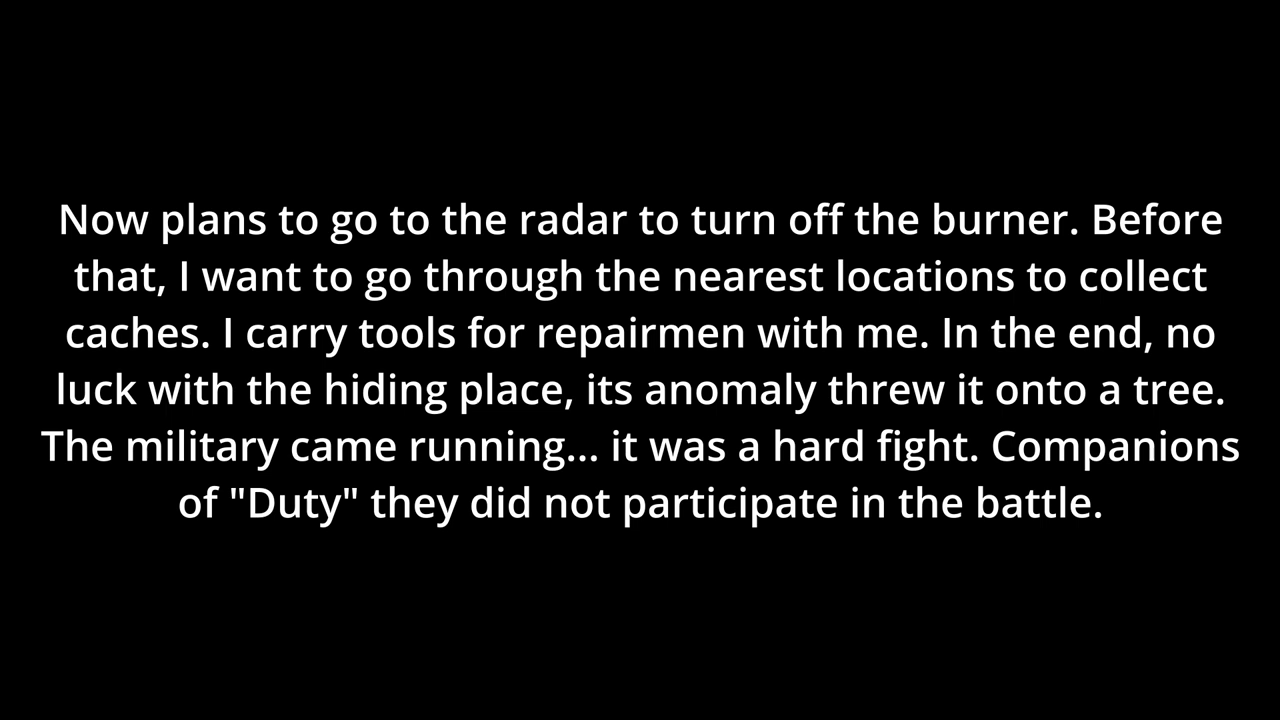 Now plans to go to the radar to turn off the burner. Before
that, I want to go through the nearest locations to collect
caches. I carry tools for repairmen with me. In the end, no
luck with the hiding place, its anomaly threw it onto a tree.
The military came running... it was a hard fight. Companions
of "Duty" they did not participate in the battle.